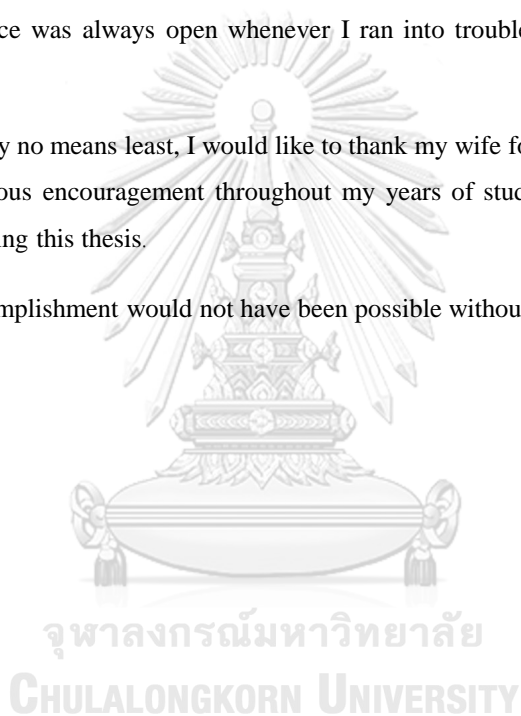 ce was always open whenever I ran into trouble
y no means least, I would like to thank my wife fo
ous encouragement throughout my years of stud
ing this thesis.
mplishment would not have been possible withou
จุฬาลงกรณ์มหาวิทยาลัย
CHULALONGKORN UNIVERSITY